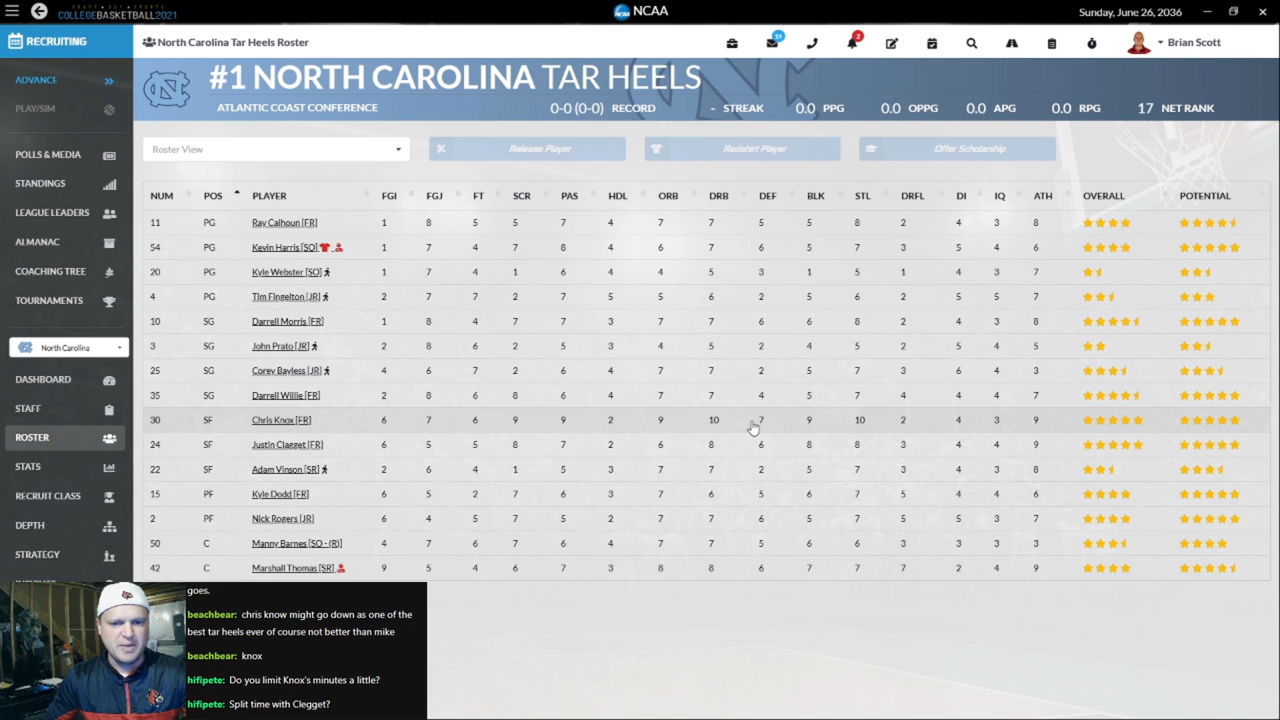 DRAFT DAY SPORTS
COLLEGEBASKETBALL2021
NCAA
NCAA
Sunday, June 26, 2036
RECRUITING
North Carolina Tar Heels Roster
14
2
Brian Scott
ADVANCE
PLAY/SIM
POLLS & MEDIA
STANDINGS
LEAGUE LEADERS
ALMANAC
COACHING TREE
TOURNAMENTS
North Carolina
DASHBOARD
STAFF
ROSTER
STATS
RECRUIT CLASS
DEPTH
STRATEGY
#1 NORTH CAROLINA TAR HEELS
ATLANTIC COAST CONFERENCE
0-0 (0-0) RECORD - STREAK 0.0 PPG 0.0 OPPG 0.0 APG 0.0 RPG 17 NET RANK
Roster View
Release Player
Redshirt Player
Offer Scholarship
NUM POS PLAYER FGI FGJ FT SCR PAS HDL ORB DRB DEF BLK STL DRFL DI IQ ATH OVERALL POTENTIAL
11 PG Ray Calhoun [FR] 1 8 5 5 7 4 7 7 5 5 8 2 4 3 8
54 PG Kevin Harris [SO] 1 7 4 7 8 4 6 7 6 5 7 3 5 4 7
20 PG Kyle Webster [SO] 1 7 4 1 6 4 4 5 3 1 5 1 4 3 7
4 PG Tim Fingelton [JR] 2 7 7 2 7 5 5 6 2 5 6 2 5 5 7
10 SG Darrell Morris [FR] 1 8 4 7 7 3 7 7 6 6 8 2 4 3 8
3 SG John Prato [JR] 2 8 6 2 5 3 4 5 2 4 5 2 5 4 5
25 SG Corey Bayless [JR] 4 6 7 2 6 4 7 7 2 5 7 3 6 4 3
35 SG Darrell Willie [FR] 2 8 6 8 6 4 7 7 4 5 7 2 4 4 7
30 SF Chris Knox [FR] 6 7 6 9 9 2 9 10 7 9 10 2 4 3 9
24 SF Justin Clagget [FR] 6 5 5 8 7 2 6 8 6 7 8 3 4 4 9
22 SF Adam Vinson [SR] 2 6 4 1 5 3 7 7 2 7 7 3 4 3 8
15 PF Kyle Dodd [FR] 6 5 2 7 6 3 7 6 6 6 7 5 4 4 6
2 PF Nick Rogers [JR] 6 4 5 7 5 2 7 8 6 5 7 5 5 3 7
50 C Manny Barnes [SO - (R)] 4 7 6 7 6 4 7 7 5 6 6 3 3 3 8
42 C Marshall Thomas [SR] 9 5 4 6 7 3 8 8 6 7 7 7 2 4
goes.
beachbear: chris know might go down as one of the
best tar heels ever of course not better than mike
beachbear: knox
hifipete: Do you limit Knox's minutes a little?
hifipete: Split time with Clegget?